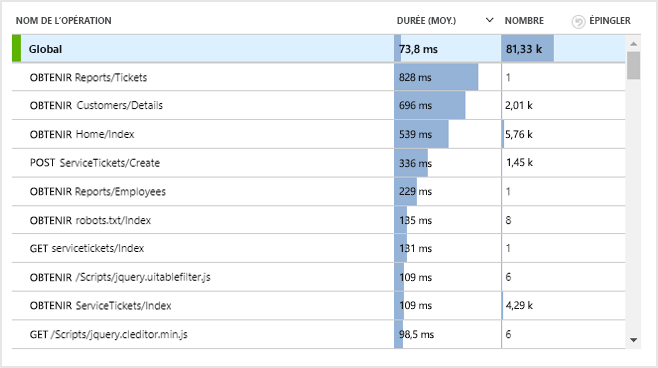 NOM DE L'OPÉRATION DURÉE (MOY.) NOMBRE ÉPINGLER
Global 73,8 ms 81,33 k
OBTENIR Reports/Tickets 828 ms 1
OBTENIR Customers/Details 696 ms 2,01 k
OBTENIR Home/Index 539 ms 5,76 k
POST ServiceTickets/Create 336 ms 1,45 k
OBTENIR Reports/Employees 229 ms 1
OBTENIR robots.txt/Index 135 ms 8
GET servicetickets/Index 131 ms 1
OBTENIR /Scripts/jquery.uitablefilter.js 109 ms 6
OBTENIR ServiceTickets/Index 109 ms 4,29 k
GET /Scripts/jquery.cleditor.min.js 98,5 ms 6